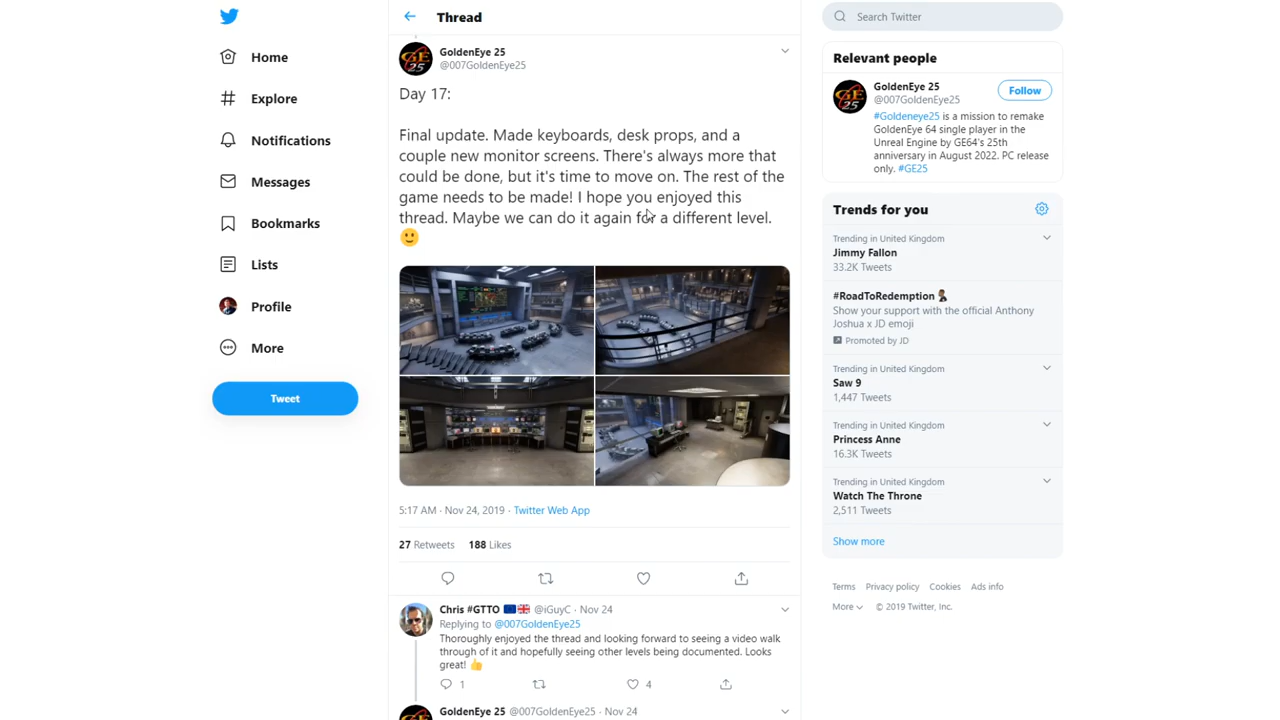 Home
Explore
Notifications
Messages
Bookmarks
Lists
Profile
More
Tweet
Thread
GoldenEye 25
@007GoldenEye25
Day 17:
Final update. Made keyboards, desk props, and a
couple new monitor screens. There's always more that
could be done, but it's time to move on. The rest of the
game needs to be made! I hope you enjoyed this
thread. Maybe we can do it again for a different level.
🙂
5:17 AM · Nov 24, 2019 · Twitter Web App
27 Retweets 188 Likes
Chris #GTTO 🇪🇺🇬🇧 @iGuyC · Nov 24
Replying to @007GoldenEye25
Thoroughly enjoyed the thread and looking forward to seeing a video walk
through of it and hopefully seeing other levels being documented. Looks
great! 👍
1 4
GoldenEye 25 @007GoldenEye25 · Nov 24
Search Twitter
Relevant people
GoldenEye 25
@007GoldenEye25
Follow
#Goldeneye25 is a mission to remake
GoldenEye 64 single player in the
Unreal Engine by GE64's 25th
anniversary in August 2022. PC release
only. #GE25
Trends for you
Trending in United Kingdom
Jimmy Fallon
33.2K Tweets
#RoadToRedemption
Show your support with the official Anthony
Joshua x JD emoji
Promoted by JD
Trending in United Kingdom
Saw 9
1,447 Tweets
Trending in United Kingdom
Princess Anne
16.3K Tweets
Trending in United Kingdom
Watch The Throne
2,511 Tweets
Show more
Terms Privacy policy Cookies Ads info
More © 2019 Twitter, Inc.